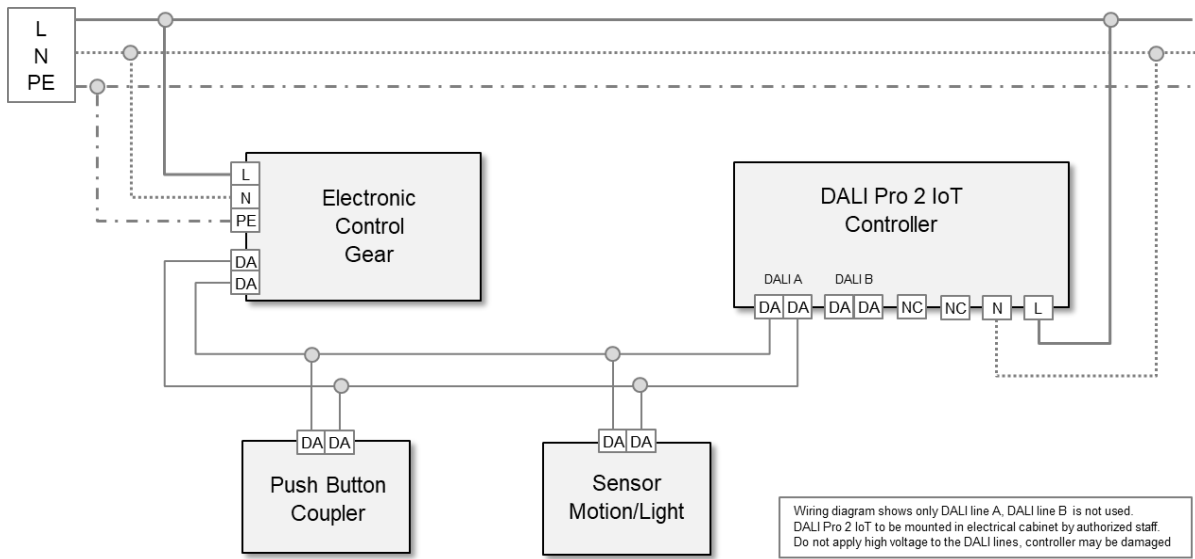 L
N
PE
L
N
PE
DA
DA
Electronic
Control
Gear
DALI Pro 2 IoT
Controller
DALI A DALI B
DA DA DA DA NC NC N L
DA DA
Push Button
Coupler
DA DA
Sensor
Motion/Light
Wiring diagram shows only DALI line A, DALI line B is not used.
DALI Pro 2 IoT to be mounted in electrical cabinet by authorized staff.
Do not apply high voltage to the DALI lines, controller may be damaged